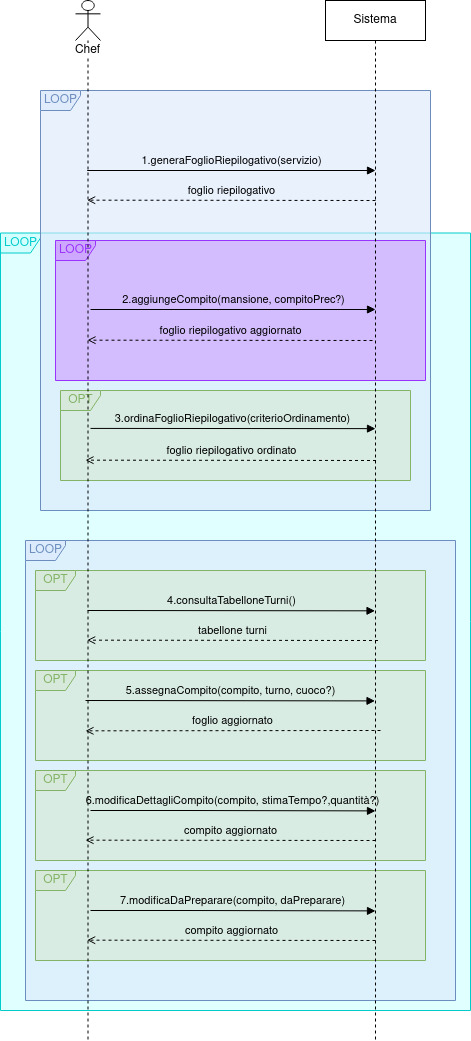 Chef
Sistema
LOOP
1.generaFoglioRiepilogativo(servizio)
foglio riepilogativo
LOOP
LOOP
2.aggiungeCompito(mansione, compitoPrec?)
foglio riepilogativo aggiornato
OPT
3.ordinaFoglioRiepilogativo(criterioOrdinamento)
foglio riepilogativo ordinato
LOOP
OPT
4.consultaTabelloneTurni()
tabellone turni
OPT
5.assegnaCompito(compito, turno, cuoco?)
foglio aggiornato
OPT
6.modificaDettagliCompito(compito, stimaTempo?,quantità?)
compito aggiornato
OPT
7.modificaDaPreparare(compito, daPreparare)
compito aggiornato